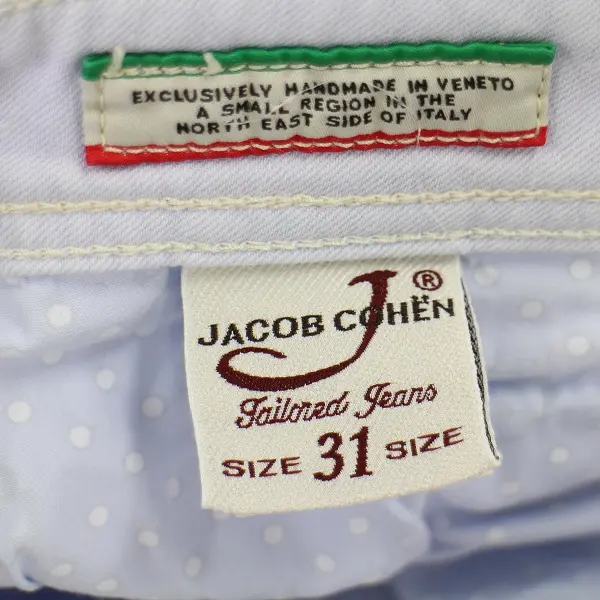 EXCLUSIVELY HANDMADE IN VENETO
A SMALL REGION IN THE
NORTH EAST SIDE OF ITALY
J®
JACOB COHËN
Tailored Jeans
SIZE 31 SIZE